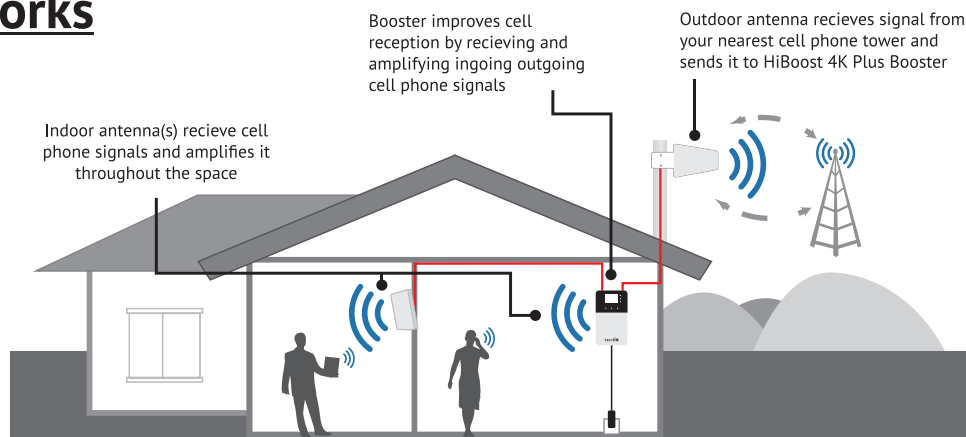 orks
Booster improves cell
reception by recieving and
amplifying ingoing outgoing
cell phone signals
Outdoor antenna recieves signal from
your nearest cell phone tower and
sends it to HiBoost 4K Plus Booster
Indoor antenna(s) recieve cell
phone signals and amplifies it
throughout the space